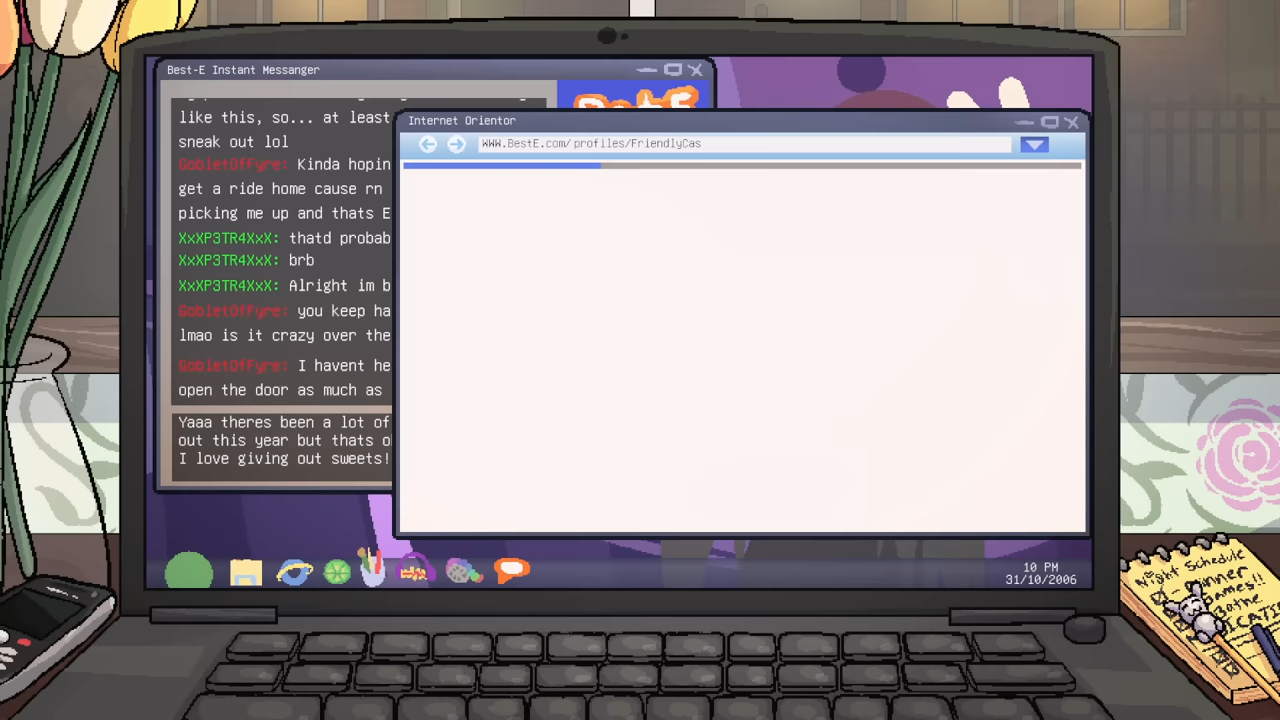 Best-E Instant Messanger
like this, so... at least
sneak out lol
GobletOfFyre: Kinda hopin
get a ride home cause rn
picking me up and thats E
XxXP3TR4XxX: thatd probab
XxXP3TR4XxX: brb
XxXP3TR4XxX: Alright im b
GobletOfFyre: you keep ha
lmao is it crazy over the
GobletOfFyre: I havent he
open the door as much as
Yaaa theres been a lot of
out this year but thats o
I love giving out sweets!
Internet Orientor
WWW.BestE.com/profiles/FriendlyCas
10 PM
31/10/2006
Night Schedule
Dinner
Games!!